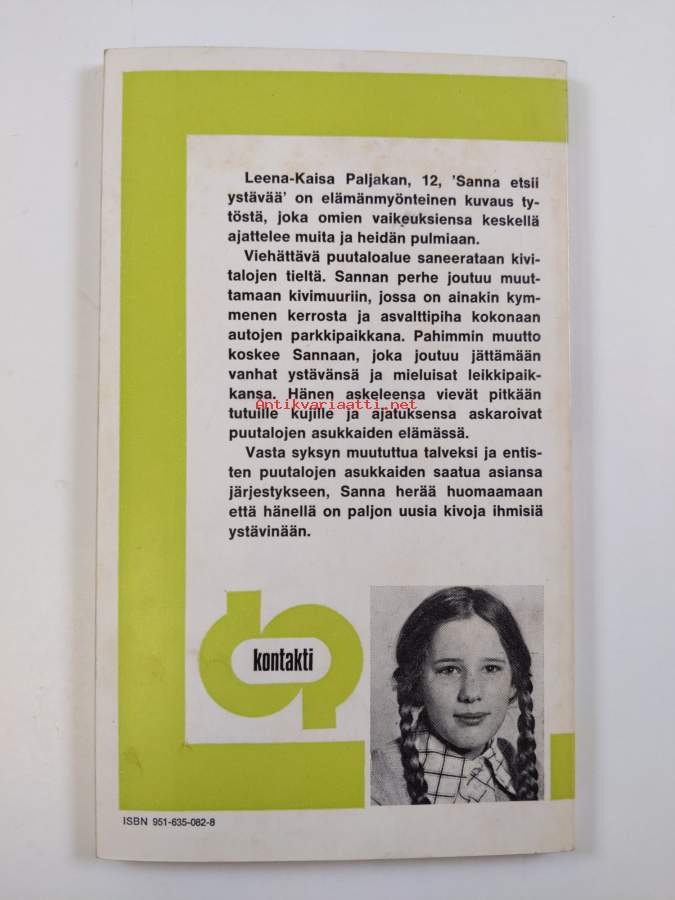 Leena-Kaisa Paljakan, 12, 'Sanna etsii
ystävää' on elämänmyönteinen kuvaus ty-
töstä, joka omien vaikeuksiensa keskellä
ajattelee muita ja heidän pulmiaan.
Viehättävä puutaloalue saneerataan kivi-
talojen tieltä. Sannan perhe joutuu muut-
tamaan kivimuuriin, jossa on ainakin kym-
menen kerrosta ja asvalttipiha kokonaan
autojen parkkipaikkana. Pahimmin muutto
koskee Sannaan, joka joutuu jättämään
vanhat ystävänsä ja mieluisat leikkipaik-
kansa. Hänen askeleensa vievät pitkään
Antikvariaatti.net
tutuille kujille ja ajatuksensa askaroivat
puutalojen asukkaiden elämässä.
Vasta syksyn muututtua talveksi ja entis-
ten puutalojen asukkaiden saatua asiansa
järjestykseen, Sanna herää huomaamaan
että hänellä on paljon uusia kivoja ihmisiä
ystävinään.
kontakti
ISBN 951-635-082-8